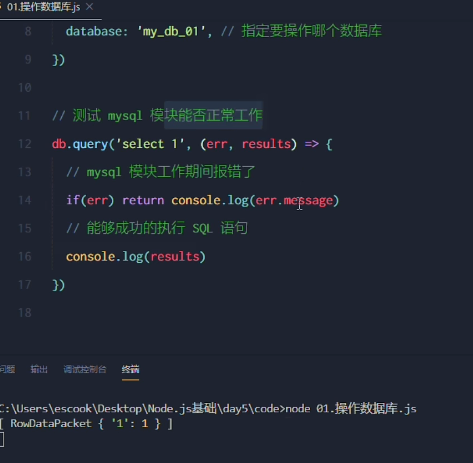 01.操作数据库.js
8 database: 'my_db_01', // 指定要操作哪个数据库
9 })
10
11 // 测试 mysql 模块能否正常工作
12 db.query('select 1', (err, results) => {
13 // mysql 模块工作期间报错了
14 if(err) return console.log(err.message)
15 // 能够成功的执行 SQL 语句
16 console.log(results)
17 })
18
问题 输出 调试控制台 终端
C:\Users\escook\Desktop\Node.js基础\day5\code>node 01.操作数据库.js
[ RowDataPacket { '1': 1 } ]